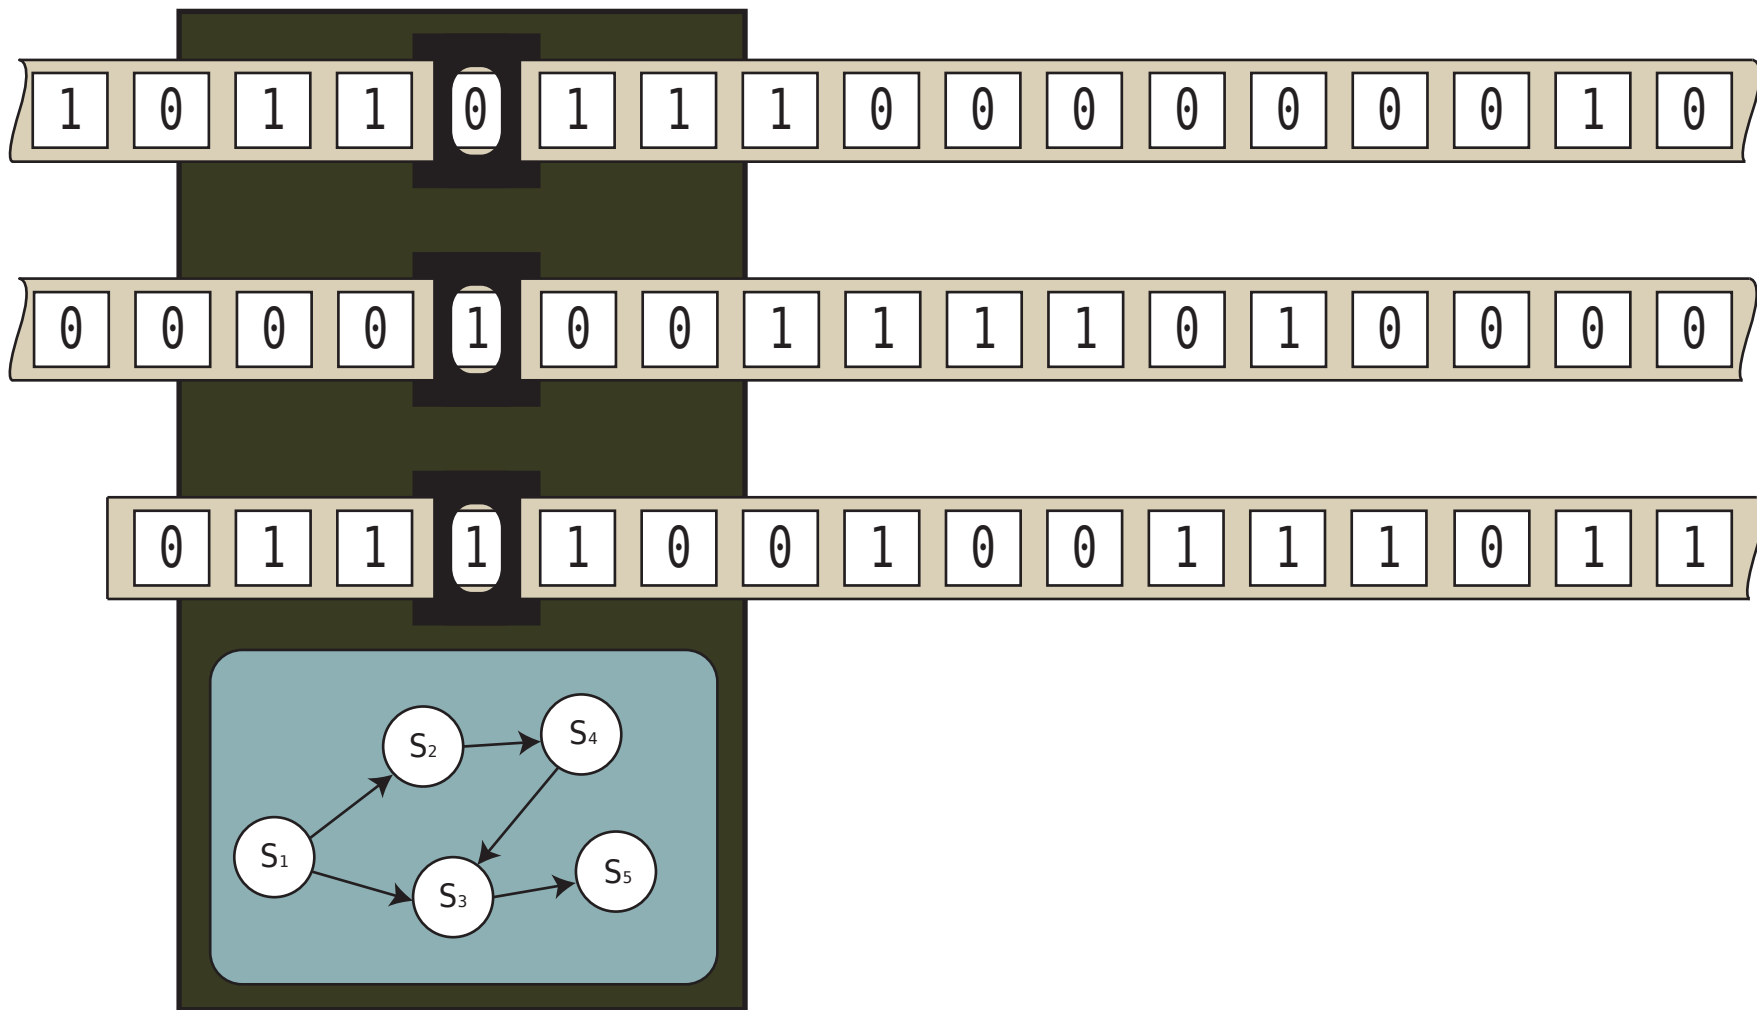 1 0 1 1 0 1 1 1 0 0 0 0 0 0 0 1 0
0 0 0 0 1 0 0 1 1 1 1 0 1 0 0 0 0
0 1 1 1 1 0 0 1 0 0 1 1 1 0 1 1
S₂ S₄
S₁
S₃ S₅